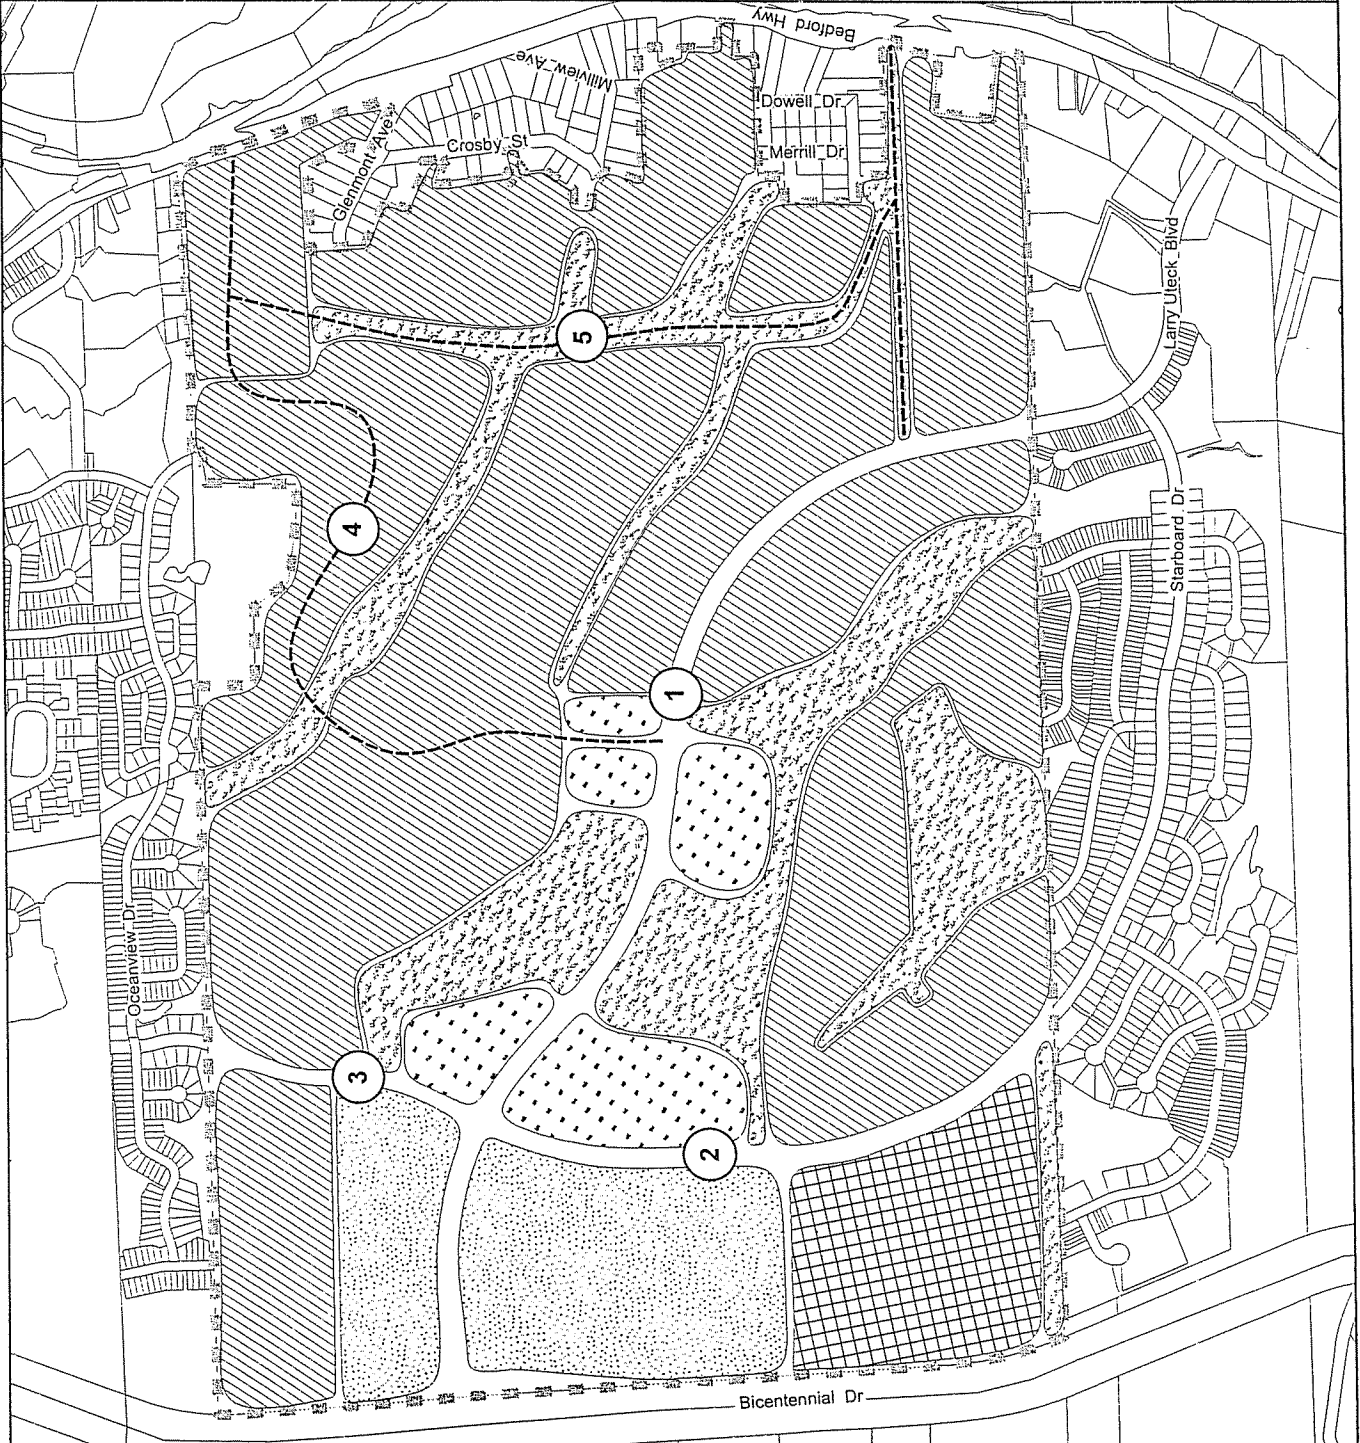 Bedford Hwy
Millview Ave
Dowell Dr
Crosby St
Merrill Dr
Glenmont Ave
Larry Uteck Blvd
5
4
Starboard Dr
1
Oceanview Dr
3
2
Bicentennial Dr